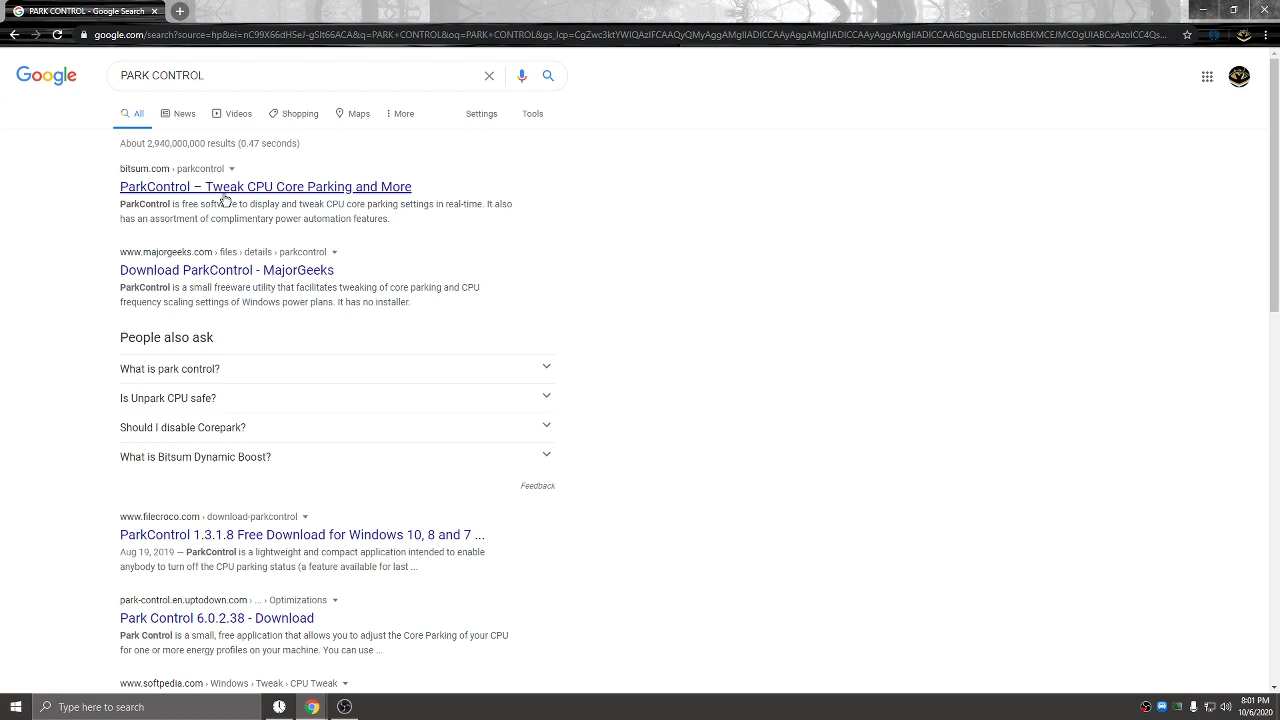 PARK CONTROL - Google Search
google.com/search?source=hp&ei=nC99X66dH5eJ-gSlt66ACA&q=PARK+CONTROL&oq=PARK+CONTROL&gs_lcp=
Google
PARK CONTROL
All News Videos Shopping Maps More Settings Tools
About 2,940,000,000 results (0.47 seconds)
bitsum.com › parkcontrol
ParkControl – Tweak CPU Core Parking and More
ParkControl is free software to display and tweak CPU core parking settings in real-time. It also
has an assortment of complimentary power automation features.
www.majorgeeks.com › files › details › parkcontrol
Download ParkControl - MajorGeeks
ParkControl is a small freeware utility that facilitates tweaking of core parking and CPU
frequency scaling settings of Windows power plans. It has no installer.
People also ask
What is park control?
Is Unpark CPU safe?
Should I disable Corepark?
What is Bitsum Dynamic Boost?
Feedback
www.filecroco.com › download-parkcontrol
ParkControl 1.3.1.8 Free Download for Windows 10, 8 and 7 ...
Aug 19, 2019 — ParkControl is a lightweight and compact application intended to enable
anybody to turn off the CPU parking status (a feature available for last ...
park-control.en.uptodown.com › ... › Optimizations
Park Control 6.0.2.38 - Download
Park Control is a small, free application that allows you to adjust the Core Parking of your CPU
for one or more energy profiles on your machine. You can use ...
www.softpedia.com › Windows › Tweak › CPU Tweak
Type here to search
8:01 PM
10/6/2020